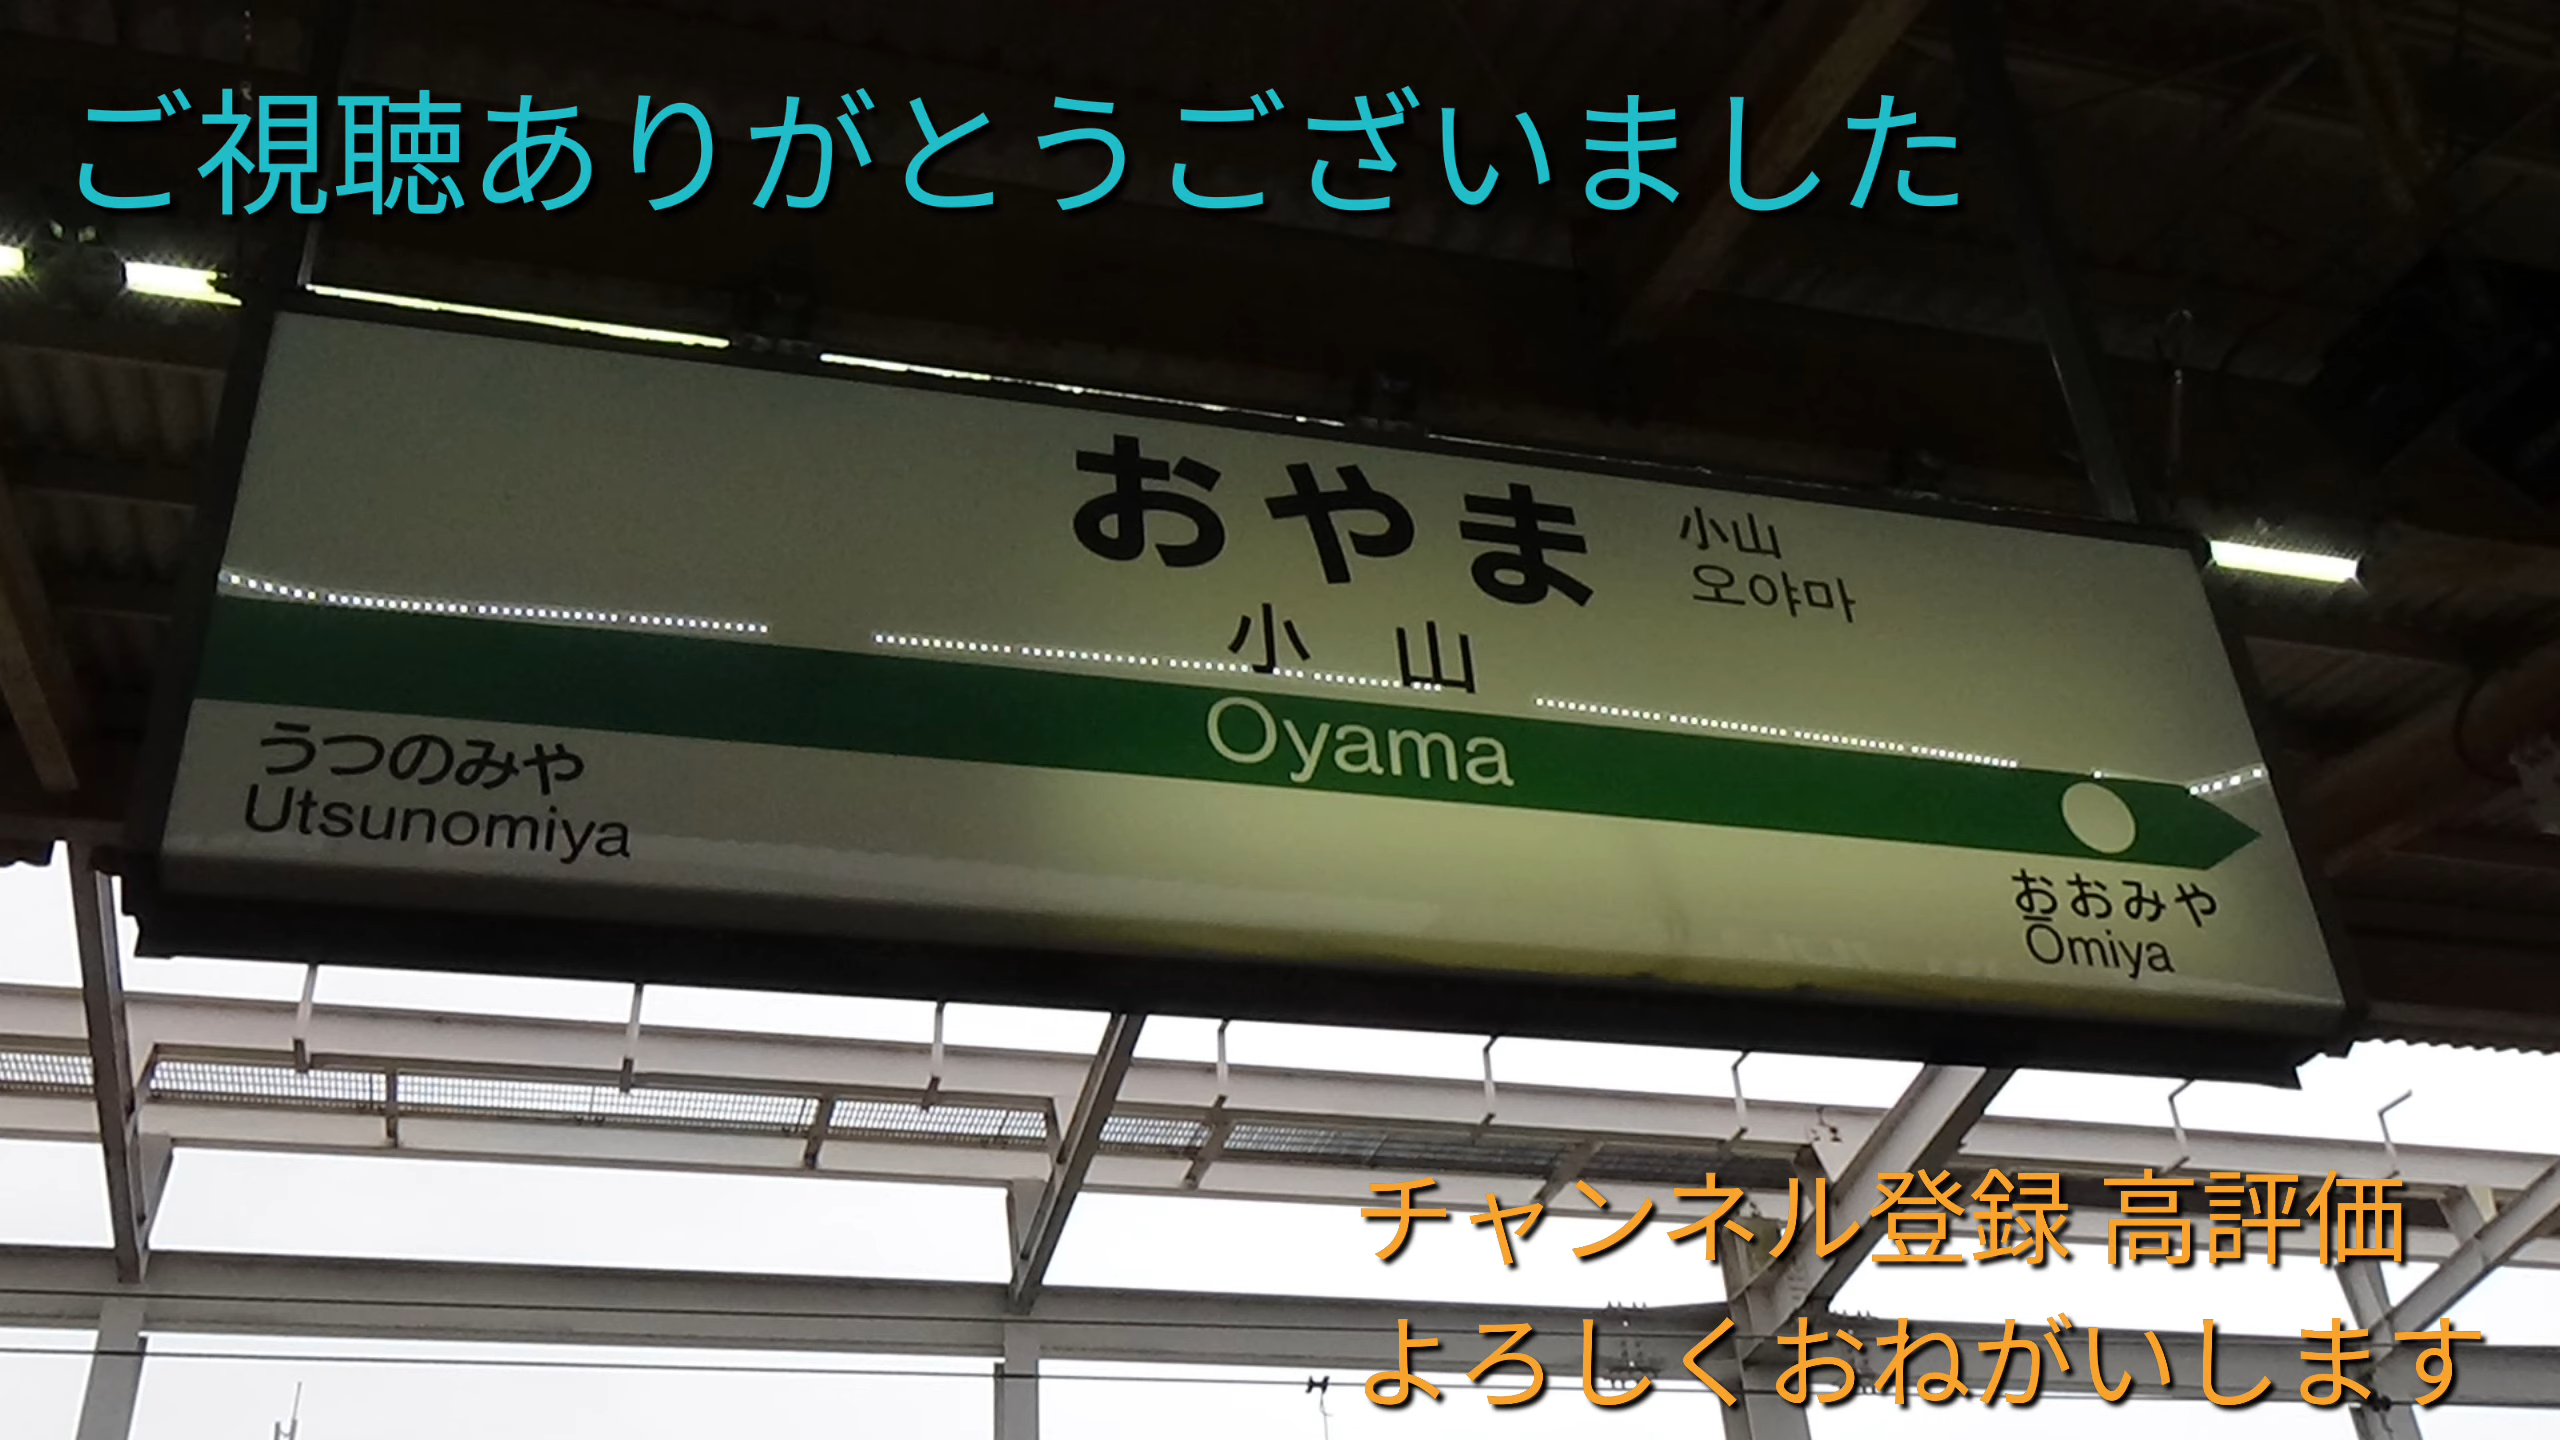 ご視聴ありがとうございました
おやま
小山
오야마
小山
Oyama
うつのみや
Utsunomiya
おおみや
Ōmiya
チャンネル登録 高評価
よろしくおねがいします